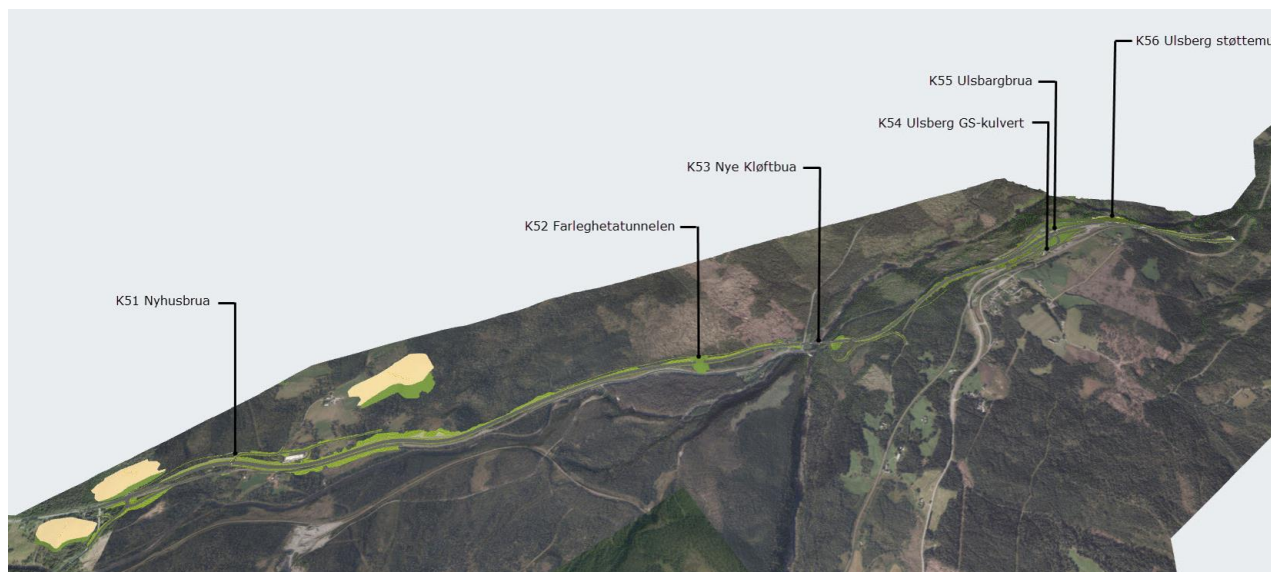 K56 Ulsberg støttemu
K55 Ulsbargbrua
K54 Ulsberg GS-kulvert
K53 Nye Kløftbua
K52 Farleghetatunnelen
K51 Nyhusbrua